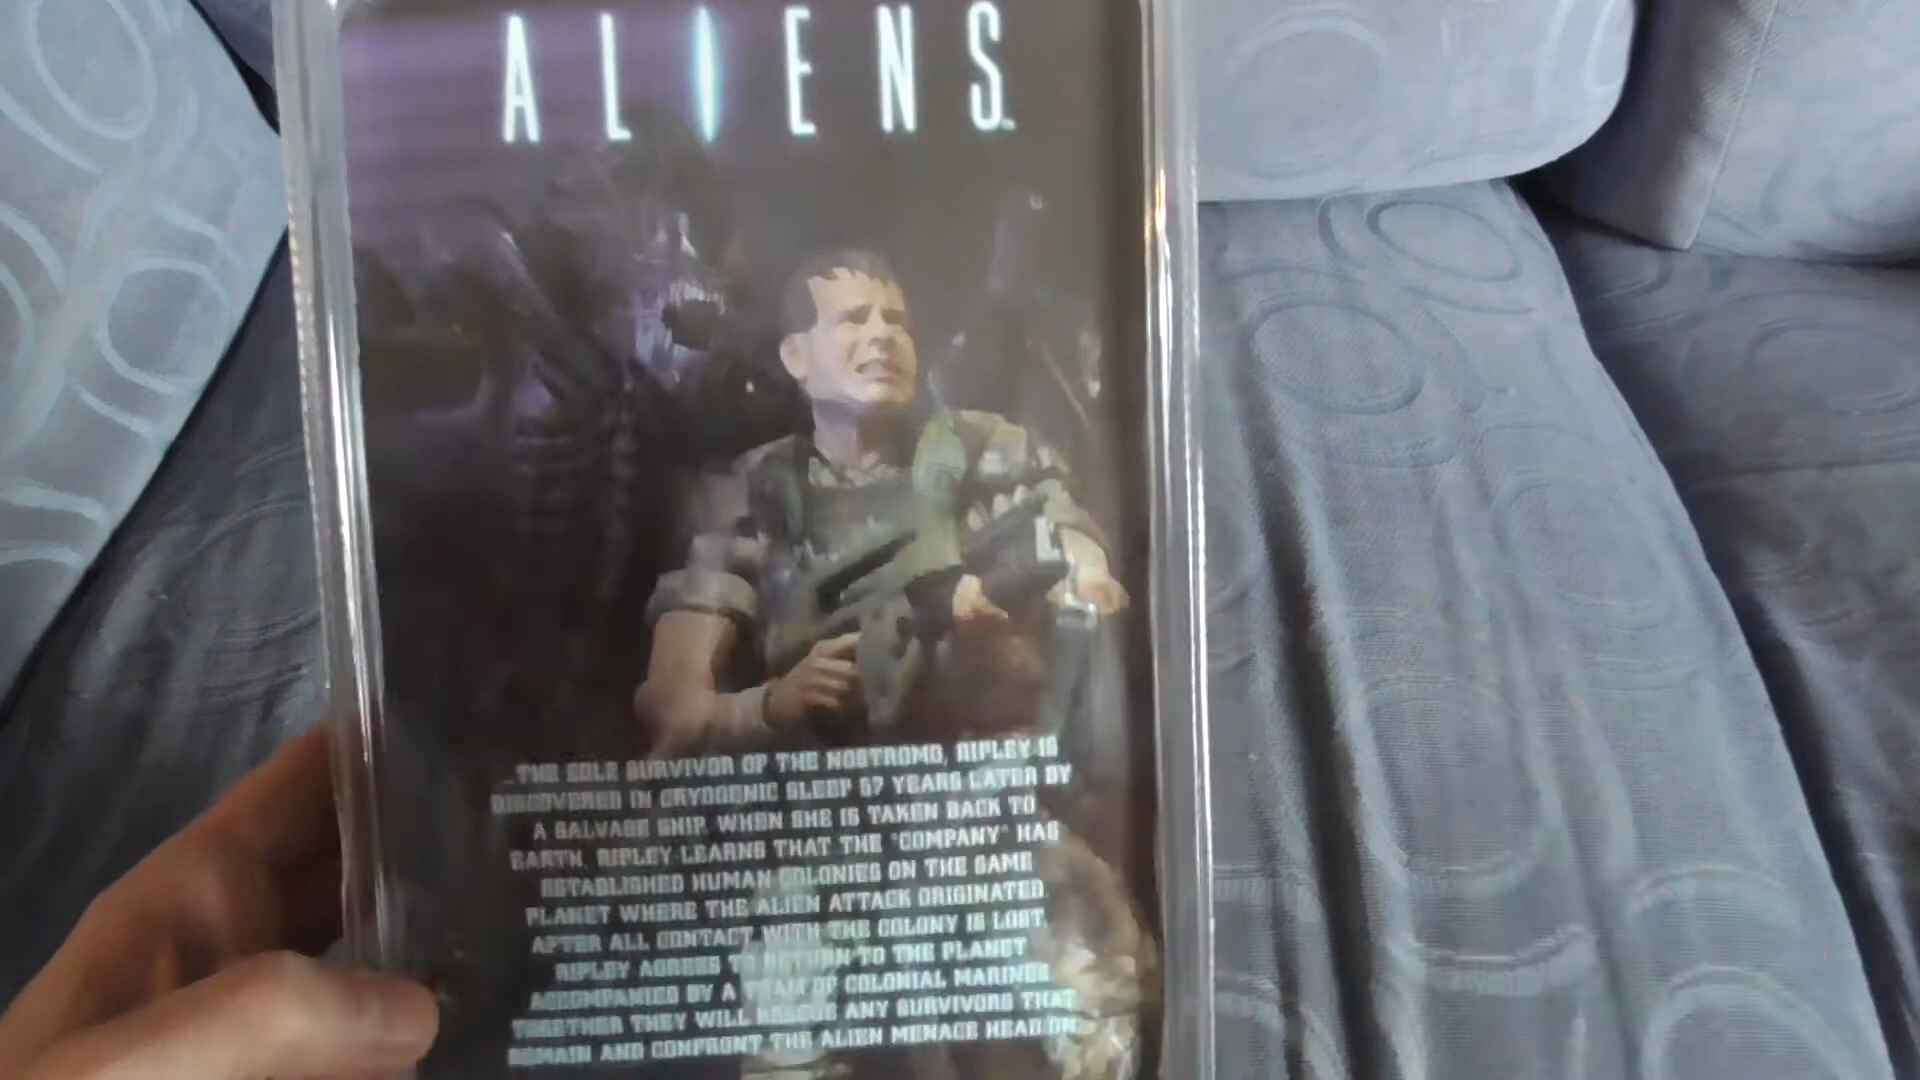 ALIENS™
...THE SOLE SURVIVOR OF THE NOSTROMO, RIPLEY IS
DISCOVERED IN CRYOGENIC SLEEP 57 YEARS LATER BY
A SALVAGE SHIP. WHEN SHE IS TAKEN BACK TO
EARTH, RIPLEY LEARNS THAT THE "COMPANY" HAS
ESTABLISHED HUMAN COLONIES ON THE SAME
PLANET WHERE THE ALIEN ATTACK ORIGINATED.
AFTER ALL CONTACT WITH THE COLONY IS LOST,
RIPLEY AGREES TO RETURN TO THE PLANET
ACCOMPANIED BY A TEAM OF COLONIAL MARINES.
TOGETHER THEY WILL RESCUE ANY SURVIVORS THAT
REMAIN AND CONFRONT THE ALIEN MENACE HEAD ON